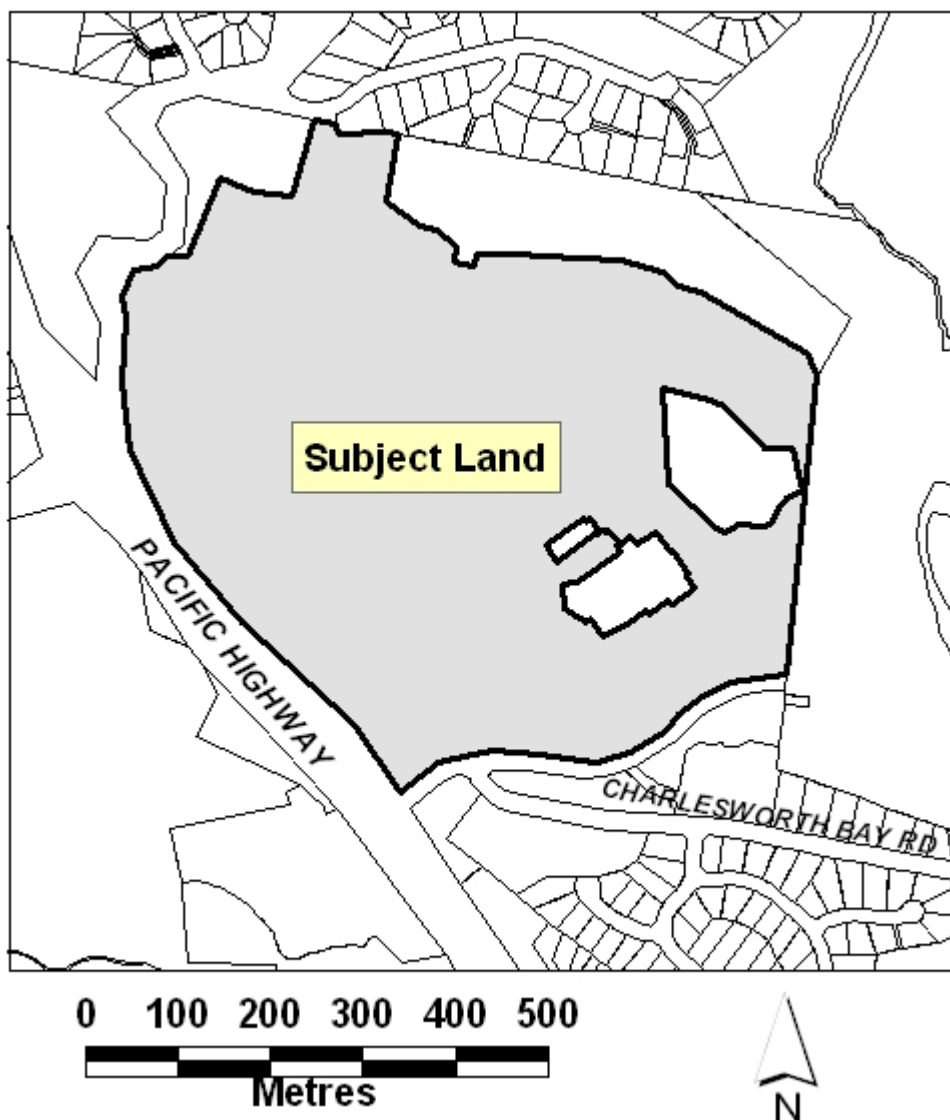 Subject Land
PACIFIC HIGHWAY
CHARLESWORTH BAY RD
0 100 200 300 400 500
Metres
N